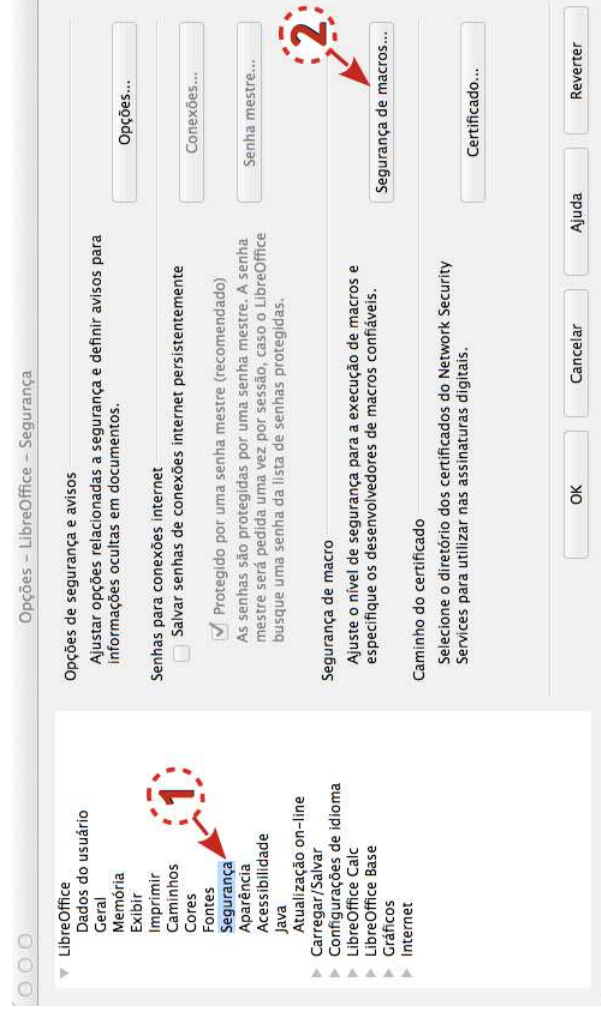 Opções – LibreOffice – Segurança
LibreOffice
Dados do usuário
Geral
Memória
Exibir
Imprimir
Caminhos
Cores
Fontes
Segurança
Aparência
Acessibilidade
Java
Atualização on-line
Carregar/Salvar
Configurações de idioma
LibreOffice Calc
LibreOffice Base
Gráficos
Internet
1
Opções de segurança e avisos
Ajustar opções relacionadas a segurança e definir avisos para
informações ocultas em documentos.
Opções...
Senhas para conexões internet
Salvar senhas de conexões internet persistentemente
Conexões...
Protegido por uma senha mestre (recomendado)
As senhas são protegidas por uma senha mestre. A senha
mestre será pedida uma vez por sessão, caso o LibreOffice
busque uma senha da lista de senhas protegidas.
Senha mestre...
2
Segurança de macro
Ajuste o nível de segurança para a execução de macros e
especifique os desenvolvedores de macros confiáveis.
Segurança de macros...
Caminho do certificado
Selecione o diretório dos certificados do Network Security
Services para utilizar nas assinaturas digitais.
Certificado...
OK
Cancelar
Ajuda
Reverter